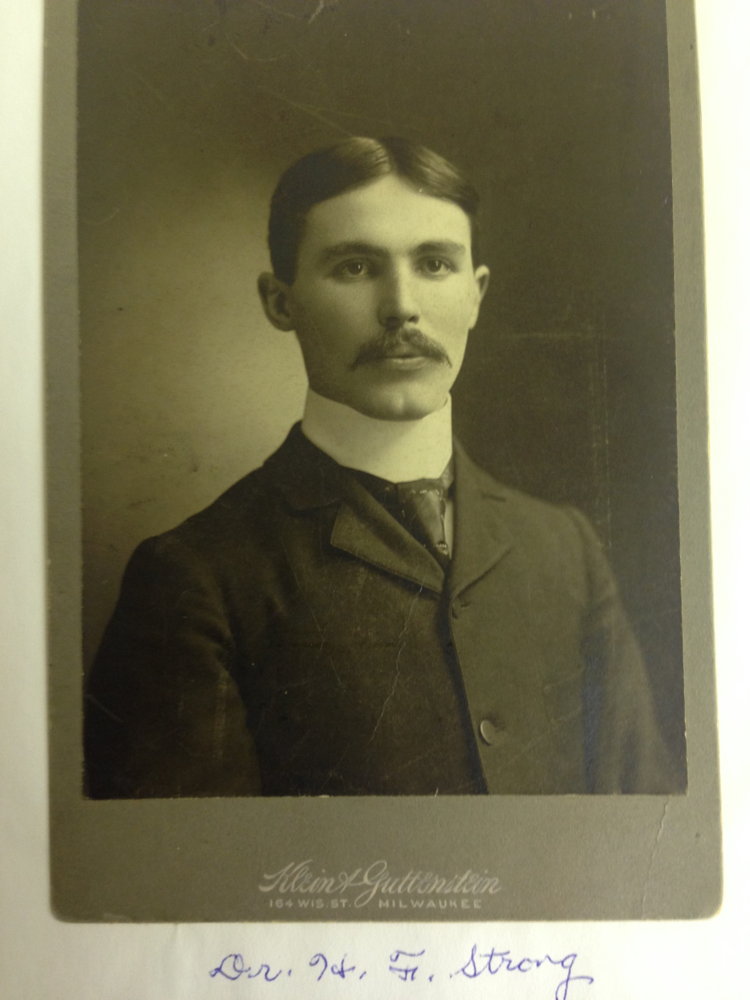 Klein & Guttenstein
164 WIS. ST. MILWAUKEE
Dr. H. F. Strong